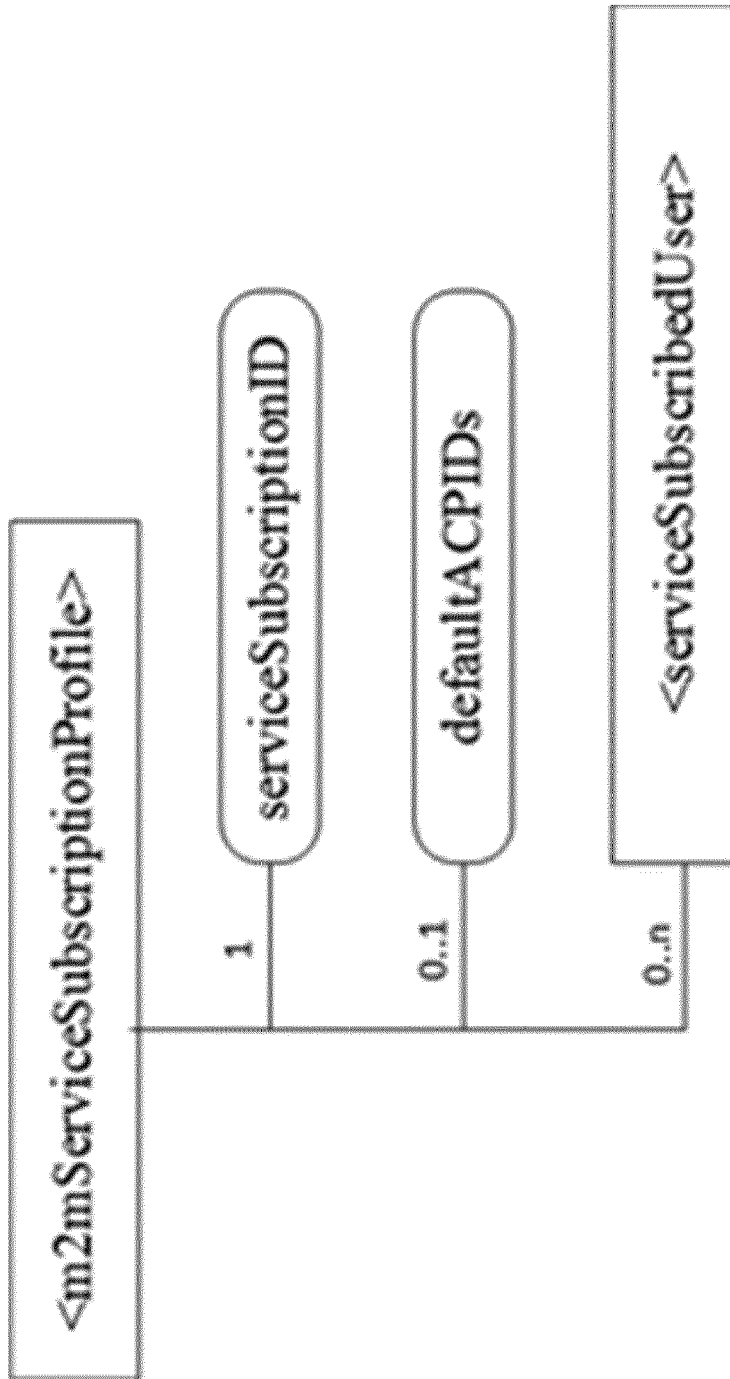 <m2mServiceSubscriptionProfile>
1
serviceSubscriptionID
0..1
defaultACPIDs
0..n
<serviceSubscribedUser>